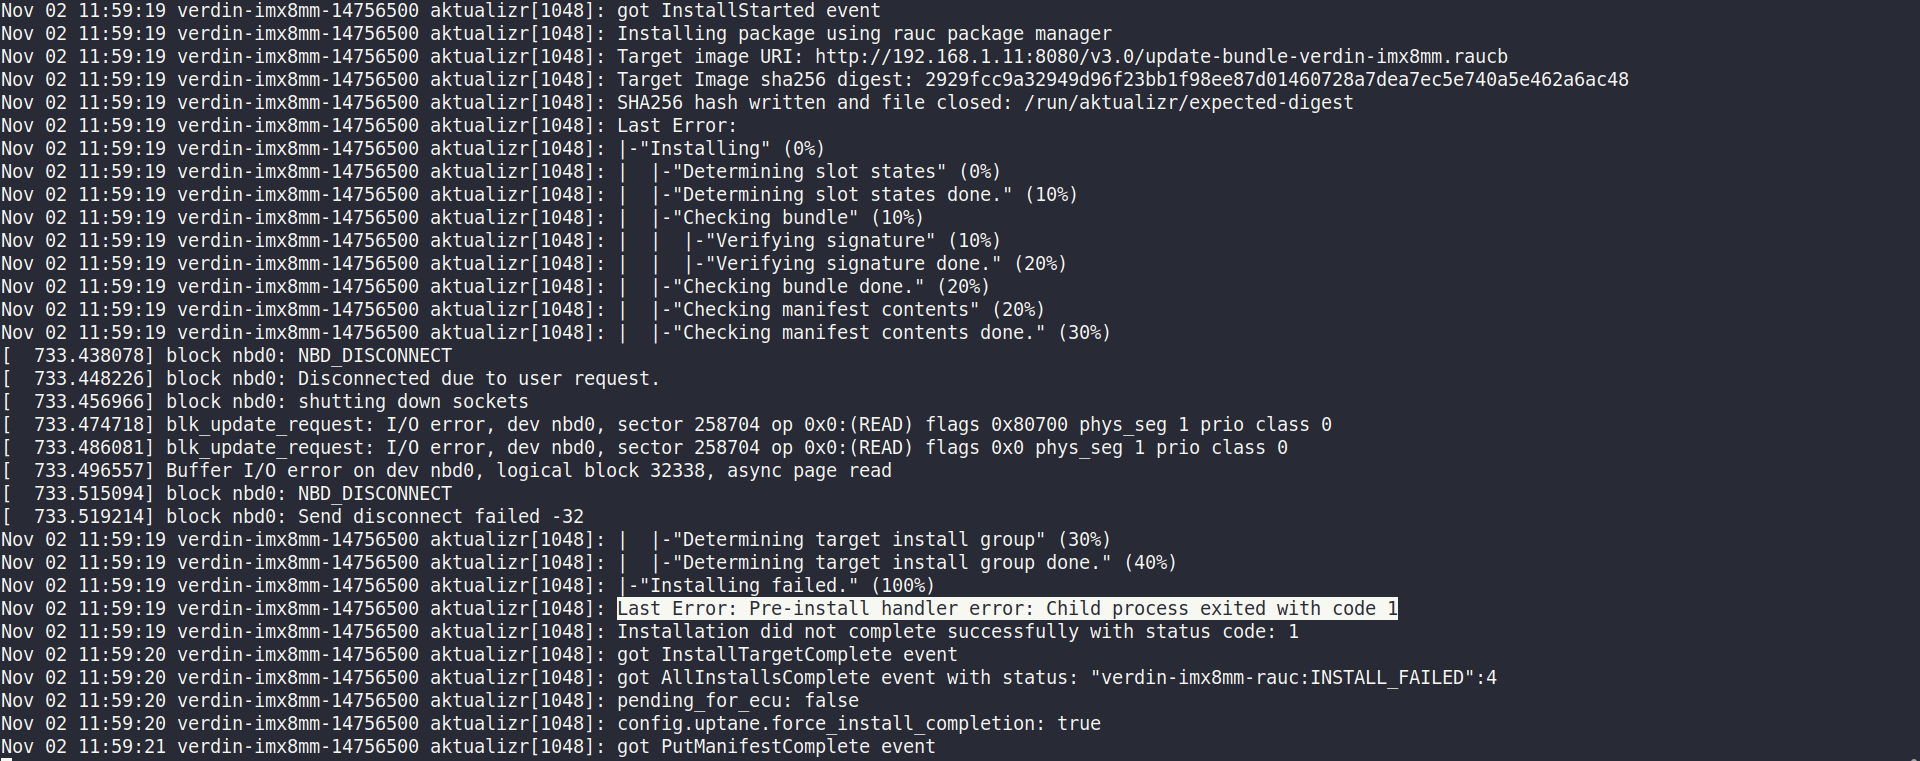 Nov 02 11:59:19 verdin-imx8mm-14756500 aktualizr[1048]: got InstallStarted event
Nov 02 11:59:19 verdin-imx8mm-14756500 aktualizr[1048]: Installing package using rauc package manager
Nov 02 11:59:19 verdin-imx8mm-14756500 aktualizr[1048]: Target image URI: http://192.168.1.11:8080/v3.0/update-bundle-verdin-imx8mm.raucb
Nov 02 11:59:19 verdin-imx8mm-14756500 aktualizr[1048]: Target Image sha256 digest: 2929fcc9a32949d96f23bb1f98ee87d01460728a7dea7ec5e740a5e462a6ac48
Nov 02 11:59:19 verdin-imx8mm-14756500 aktualizr[1048]: SHA256 hash written and file closed: /run/aktualizr/expected-digest
Nov 02 11:59:19 verdin-imx8mm-14756500 aktualizr[1048]: Last Error:
Nov 02 11:59:19 verdin-imx8mm-14756500 aktualizr[1048]: |-"Installing" (0%)
Nov 02 11:59:19 verdin-imx8mm-14756500 aktualizr[1048]: |  |-"Determining slot states" (0%)
Nov 02 11:59:19 verdin-imx8mm-14756500 aktualizr[1048]: |  |-"Determining slot states done." (10%)
Nov 02 11:59:19 verdin-imx8mm-14756500 aktualizr[1048]: |  |-"Checking bundle" (10%)
Nov 02 11:59:19 verdin-imx8mm-14756500 aktualizr[1048]: |  |  |-"Verifying signature" (10%)
Nov 02 11:59:19 verdin-imx8mm-14756500 aktualizr[1048]: |  |  |-"Verifying signature done." (20%)
Nov 02 11:59:19 verdin-imx8mm-14756500 aktualizr[1048]: |  |-"Checking bundle done." (20%)
Nov 02 11:59:19 verdin-imx8mm-14756500 aktualizr[1048]: |  |-"Checking manifest contents" (20%)
Nov 02 11:59:19 verdin-imx8mm-14756500 aktualizr[1048]: |  |-"Checking manifest contents done." (30%)
[  733.438078] block nbd0: NBD_DISCONNECT
[  733.448226] block nbd0: Disconnected due to user request.
[  733.456966] block nbd0: shutting down sockets
[  733.474718] blk_update_request: I/O error, dev nbd0, sector 258704 op 0x0:(READ) flags 0x80700 phys_seg 1 prio class 0
[  733.486081] blk_update_request: I/O error, dev nbd0, sector 258704 op 0x0:(READ) flags 0x0 phys_seg 1 prio class 0
[  733.496557] Buffer I/O error on dev nbd0, logical block 32338, async page read
[  733.515094] block nbd0: NBD_DISCONNECT
[  733.519214] block nbd0: Send disconnect failed -32
Nov 02 11:59:19 verdin-imx8mm-14756500 aktualizr[1048]: |  |-"Determining target install group" (30%)
Nov 02 11:59:19 verdin-imx8mm-14756500 aktualizr[1048]: |  |-"Determining target install group done." (40%)
Nov 02 11:59:19 verdin-imx8mm-14756500 aktualizr[1048]: |-"Installing failed." (100%)
Nov 02 11:59:19 verdin-imx8mm-14756500 aktualizr[1048]: Last Error: Pre-install handler error: Child process exited with code 1
Nov 02 11:59:19 verdin-imx8mm-14756500 aktualizr[1048]: Installation did not complete successfully with status code: 1
Nov 02 11:59:20 verdin-imx8mm-14756500 aktualizr[1048]: got InstallTargetComplete event
Nov 02 11:59:20 verdin-imx8mm-14756500 aktualizr[1048]: got AllInstallsComplete event with status: "verdin-imx8mm-rauc:INSTALL_FAILED":4
Nov 02 11:59:20 verdin-imx8mm-14756500 aktualizr[1048]: pending_for_ecu: false
Nov 02 11:59:20 verdin-imx8mm-14756500 aktualizr[1048]: config.uptane.force_install_completion: true
Nov 02 11:59:21 verdin-imx8mm-14756500 aktualizr[1048]: got PutManifestComplete event